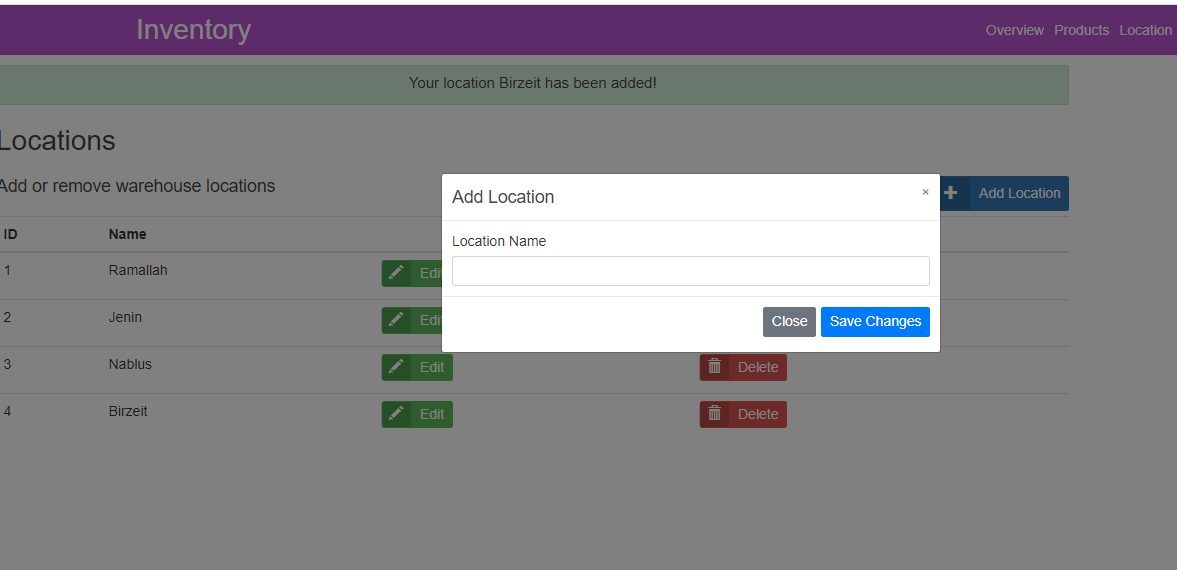 Inventory
Overview Products Location
Your location Birzeit has been added!
Locations
Add or remove warehouse locations
Add Location
Add Location ×
Location Name
Close Save Changes
ID Name
1 Ramallah Edit
2 Jenin Edit
3 Nablus Edit Delete
4 Birzeit Edit Delete